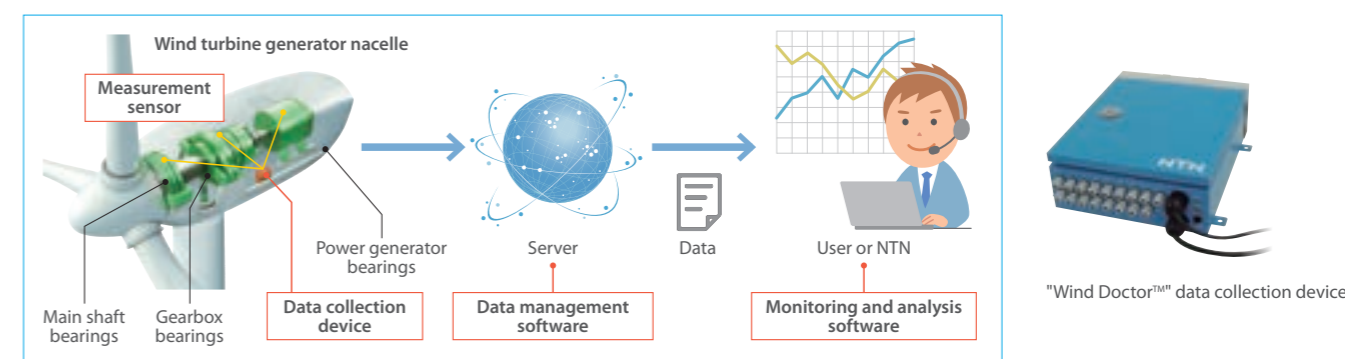 Wind turbine generator nacelle
Measurement
sensor
Power generator
bearings
Main shaft
bearings
Gearbox
bearings
Data collection
device
Server
Data management
software
Data
User or NTN
Monitoring and analysis
software
NTN
"Wind Doctor™" data collection device